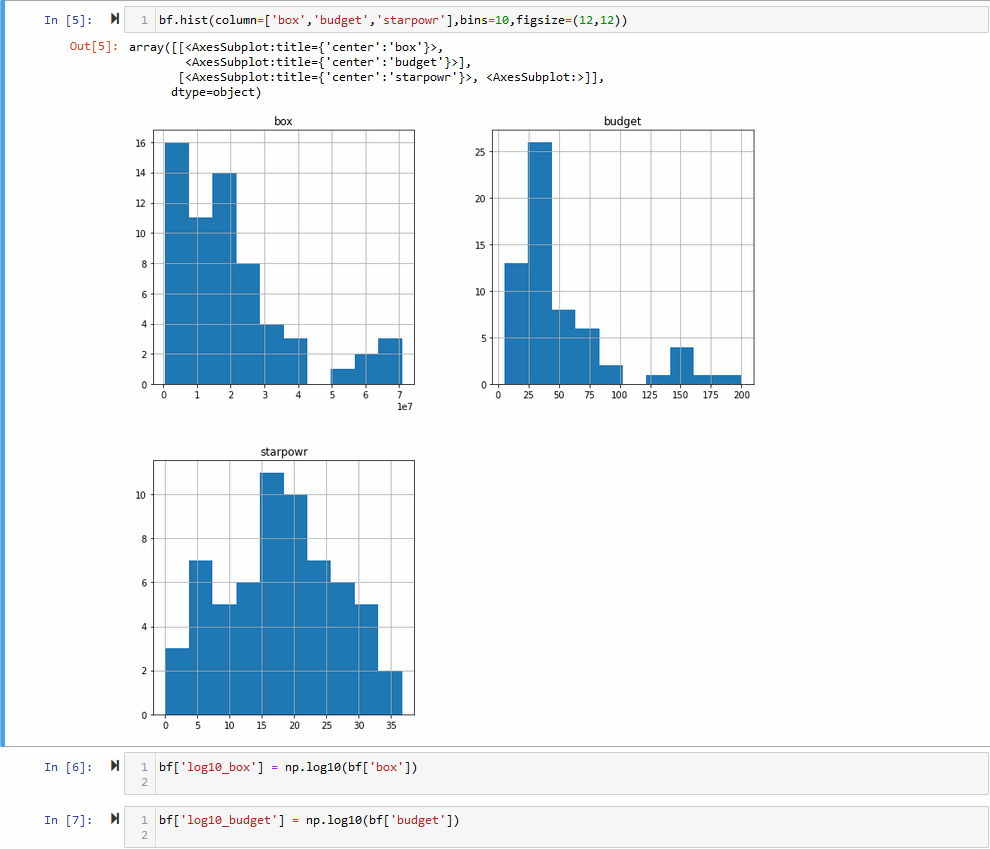 In [5]:
1 bf.hist(column=['box','budget','starpowr'],bins=10,figsize=(12,12))
Out[5]: array([[<AxesSubplot:title={'center':'box'}>,
<AxesSubplot:title={'center':'budget'}>],
[<AxesSubplot:title={'center':'starpowr'}>, <AxesSubplot:>]],
dtype=object)
box
16
14
12
10
8
6
4
2
0
0 1 2 3 4 5 6 7
1e7
budget
25
20
15
10
5
0
0 25 50 75 100 125 150 175 200
starpowr
10
8
6
4
2
0
0 5 10 15 20 25 30 35
In [6]:
1 bf['log10_box'] = np.log10(bf['box'])
2
In [7]:
1 bf['log10_budget'] = np.log10(bf['budget'])
2